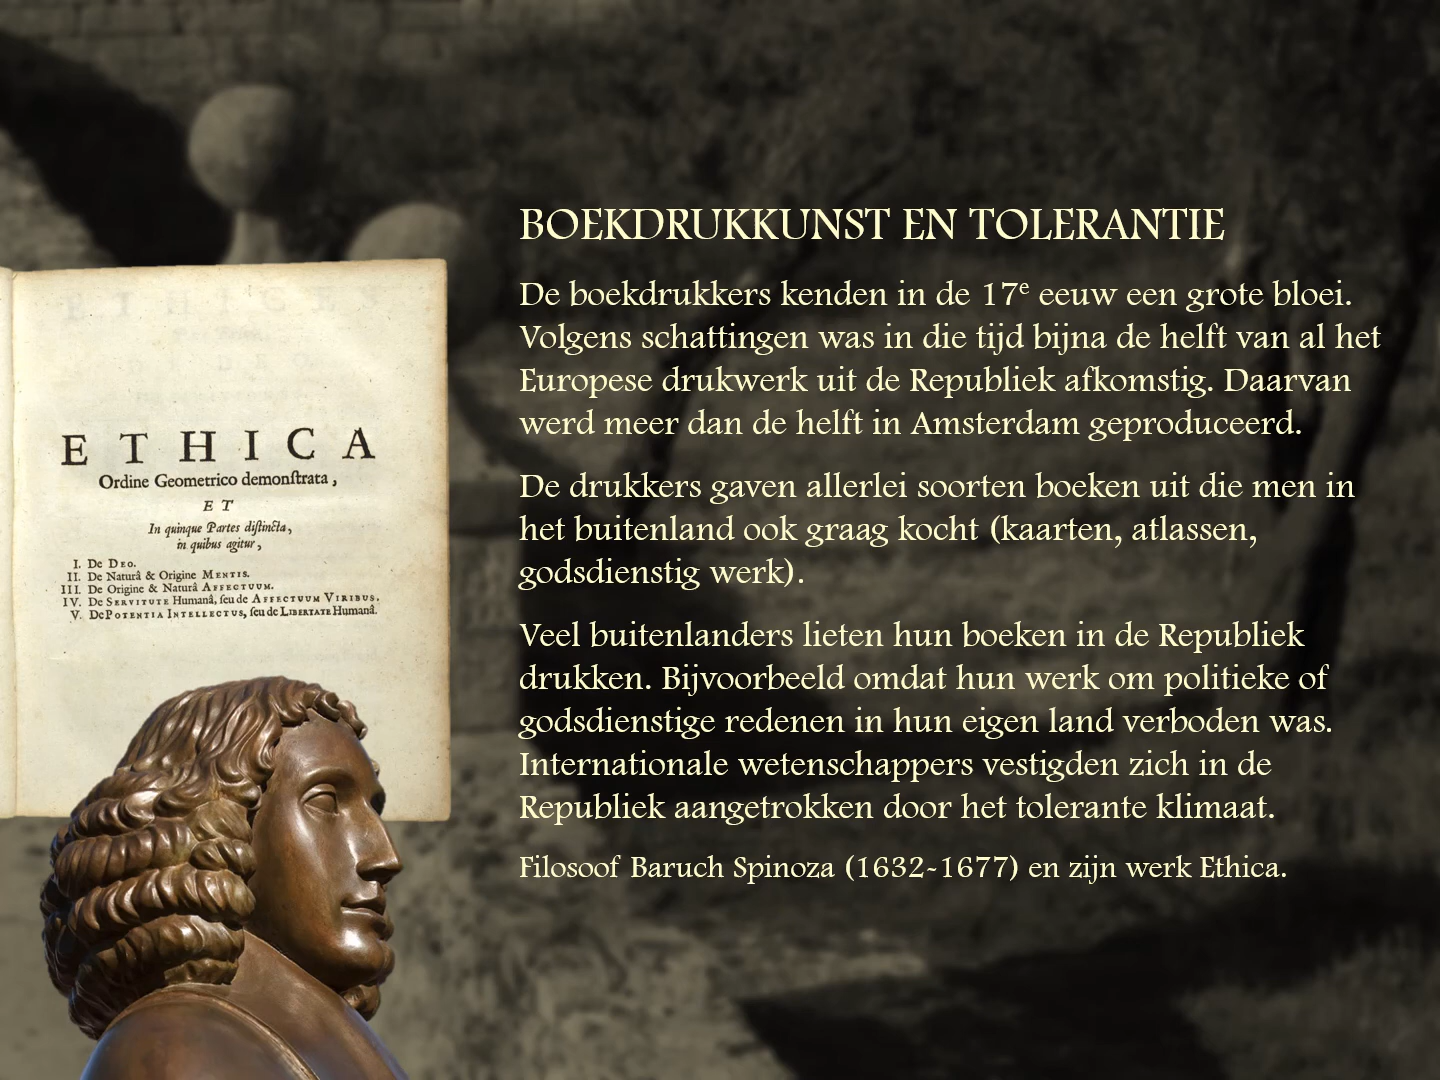 ETHICA
Ordine Geometrico demonſtrata,
ET
In quinque Partes diſtincta,
in quibus agitur,
I. De DEO.
II. De Naturâ & Origine MENTIS.
III. De Origine & Naturâ AFFECTUUM.
IV. De SERVITUTE Humanâ, ſeu de AFFECTUUM VIRIBUS.
V. De POTENTIA INTELLECTUS, ſeu de LIBERTATE Humanâ.
BOEKDRUKKUNST EN TOLERANTIE
De boekdrukkers kenden in de 17e eeuw een grote bloei.
Volgens schattingen was in die tijd bijna de helft van al het
Europese drukwerk uit de Republiek afkomstig. Daarvan
werd meer dan de helft in Amsterdam geproduceerd.
De drukkers gaven allerlei soorten boeken uit die men in
het buitenland ook graag kocht (kaarten, atlassen,
godsdienstig werk).
Veel buitenlanders lieten hun boeken in de Republiek
drukken. Bijvoorbeeld omdat hun werk om politieke of
godsdienstige redenen in hun eigen land verboden was.
Internationale wetenschappers vestigden zich in de
Republiek aangetrokken door het tolerante klimaat.
Filosoof Baruch Spinoza (1632-1677) en zijn werk Ethica.